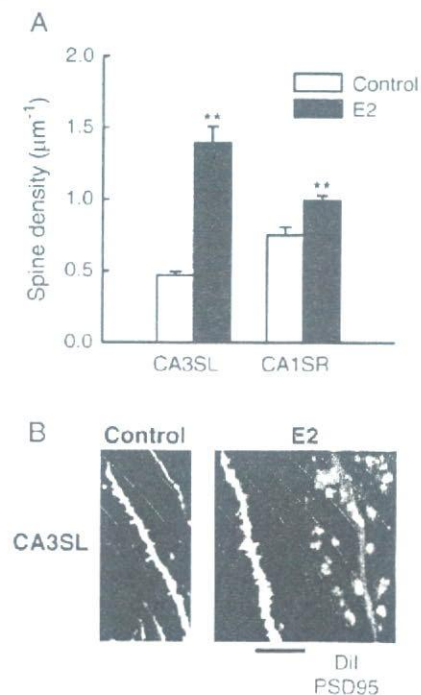 A
2.0
1.5
1.0
0.5
0.0
Spine density (µm⁻¹)
Control
E2
**
**
CA3SL
CA1SR
B
Control
E2
CA3SL
DiI
PSD95